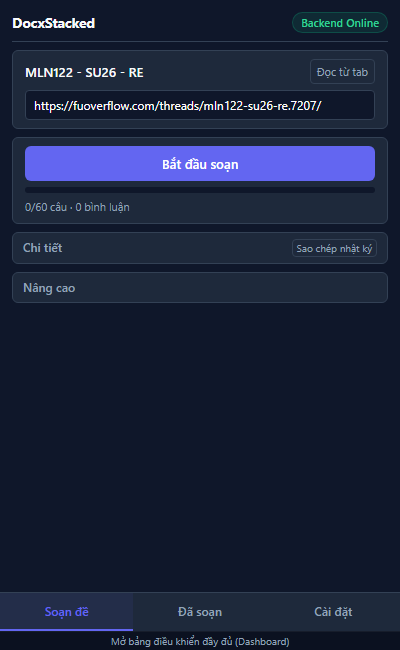 DocxStacked
Backend Online
MLN122 - SU26 - RE
Đọc từ tab
https://fuoverflow.com/threads/mln122-su26-re.7207/
Bắt đầu soạn
0/60 câu · 0 bình luận
Chi tiết
Sao chép nhật ký
Nâng cao
Soạn đề
Đã soạn
Cài đặt
Mở bảng điều khiển đầy đủ (Dashboard)